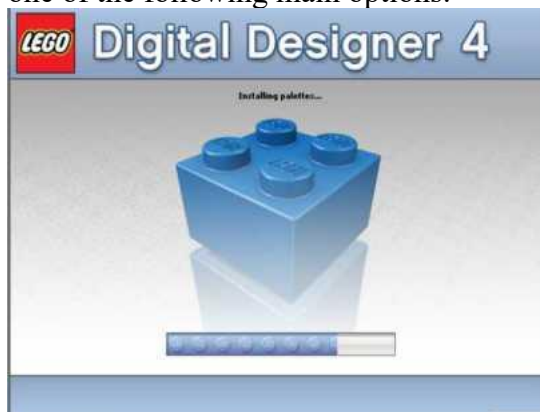 one of the following main options.
LEGO Digital Designer 4
Installing palettes...